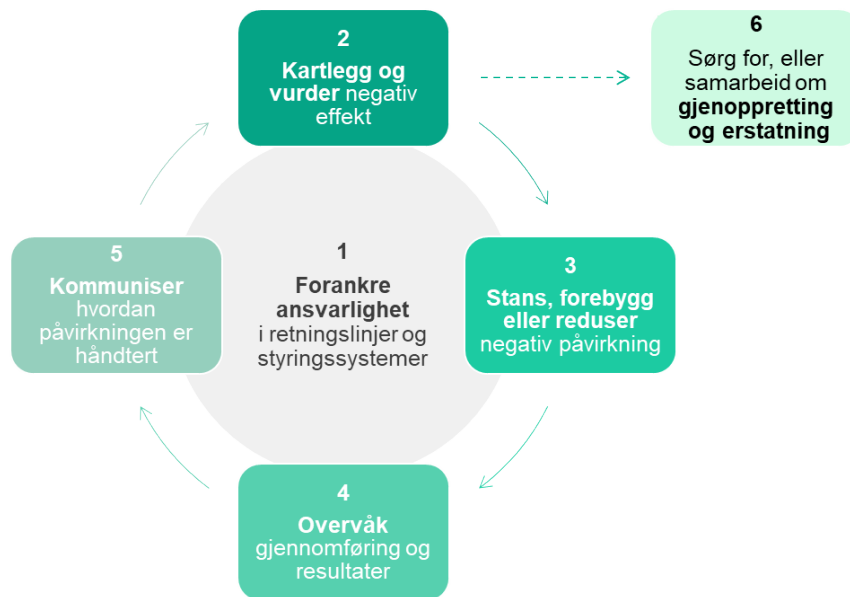 1
Forankre
ansvarlighet
i retningslinjer og
styringssystemer
2
Kartlegg og
vurder negativ
effekt
3
Stans, forebygg
eller reduser
negativ påvirkning
4
Overvåk
gjennomføring og
resultater
5
Kommuniser
hvordan
påvirkningen er
håndtert
6
Sørg for, eller
samarbeid om
gjenoppretting
og erstatning